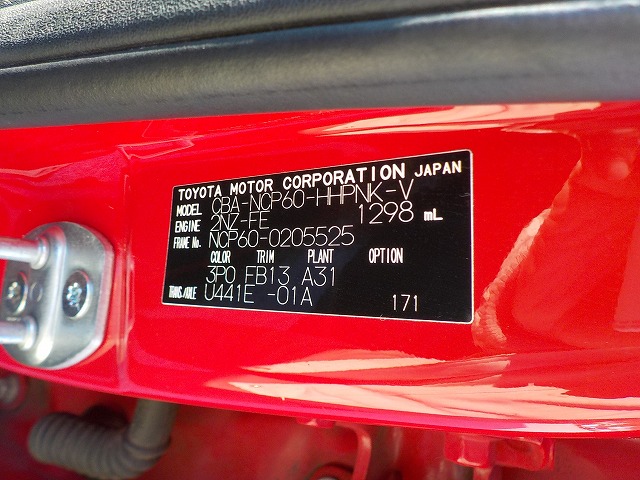 TOYOTA MOTOR CORPORATION JAPAN
MODEL CBA-NCP60-HHPNK-V
ENGINE 2NZ-FE 1298 mL
FRAME No. NCP60-0205525
COLOR TRIM PLANT OPTION
3P0 FB13 A31
TRANS./AXLE U441E -01A 171